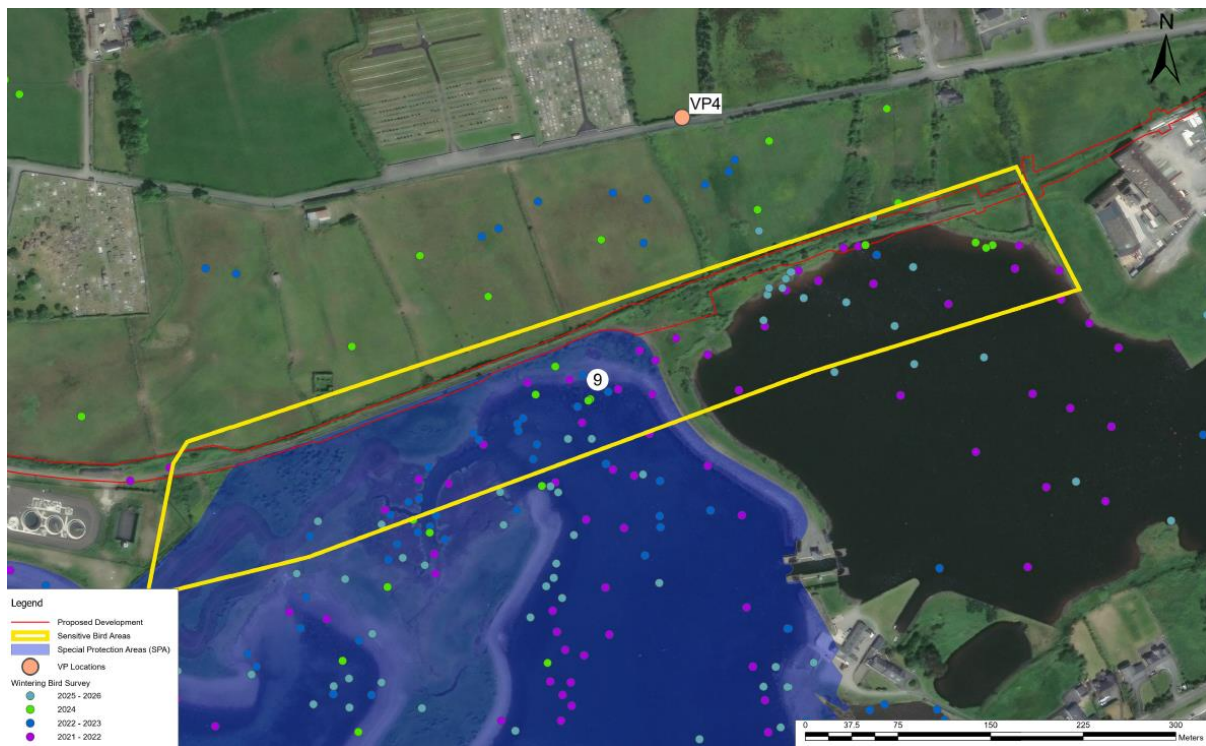 N
VP4
9
Legend
Proposed Development
Sensitive Bird Areas
Special Protection Areas (SPA)
VP Locations
Wintering Bird Survey
2025 - 2026
2024
2022 - 2023
2021 - 2022
0 37.5 75 150 225 300
Meters